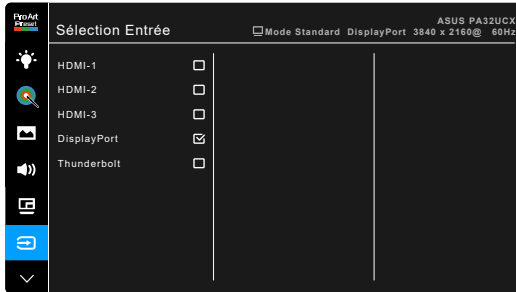 ProArt
Preset
Sélection Entrée
ASUS PA32UCX
Mode Standard DisplayPort 3840 x 2160@ 60Hz
HDMI-1
HDMI-2
HDMI-3
DisplayPort
Thunderbolt